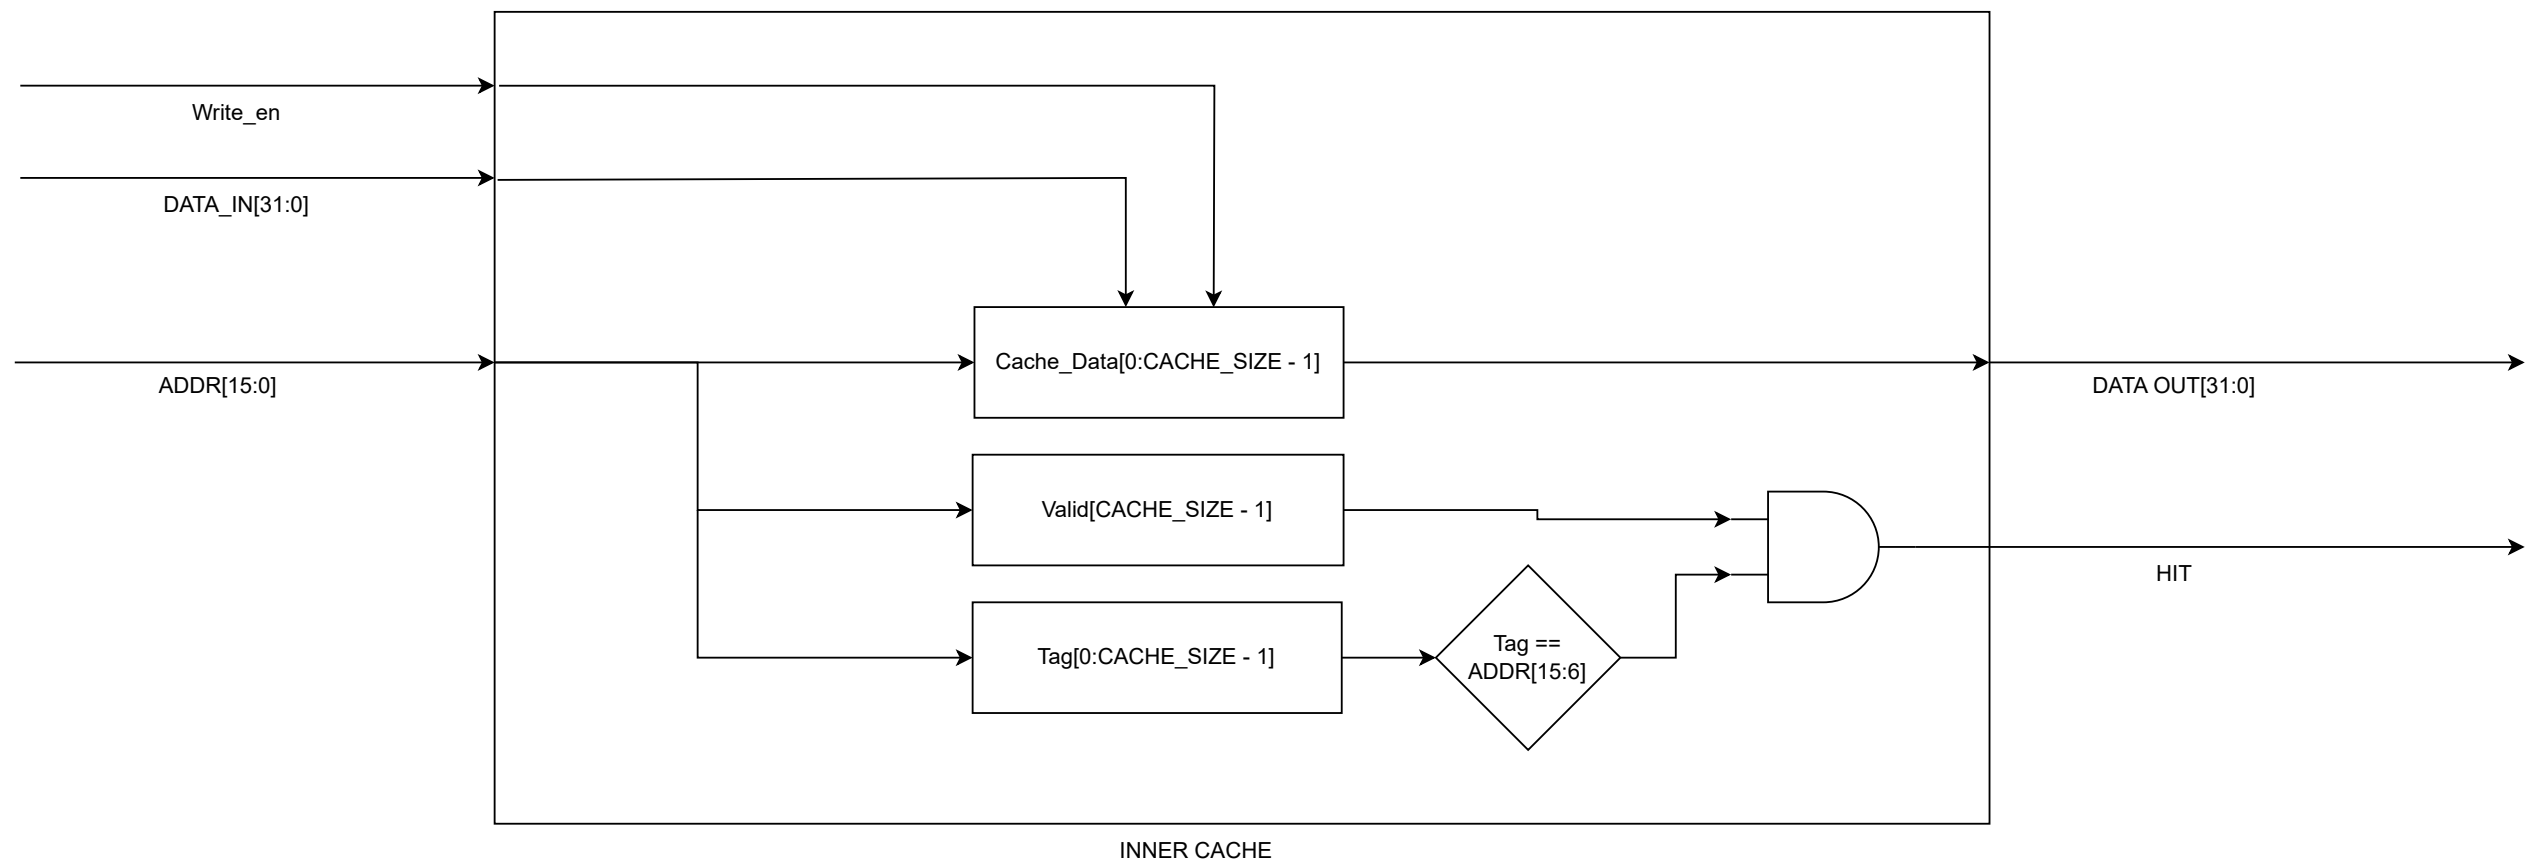 Write_en
DATA_IN[31:0]
ADDR[15:0]
Cache_Data[0:CACHE_SIZE - 1]
DATA OUT[31:0]
Valid[CACHE_SIZE - 1]
HIT
Tag[0:CACHE_SIZE - 1]
Tag ==
ADDR[15:6]
INNER CACHE